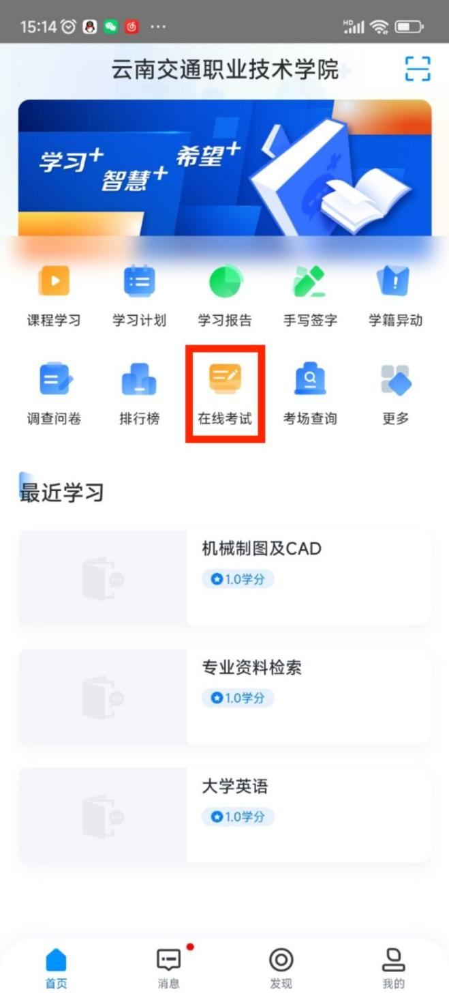 15:14
HD
云南交通职业技术学院
学习+
智慧+
希望+
课程学习 学习计划 学习报告 手写签字 学籍异动
调查问卷 排行榜 在线考试 考场查询 更多
最近学习
机械制图及CAD
1.0学分
专业资料检索
1.0学分
大学英语
1.0学分
首页 消息 发现 我的